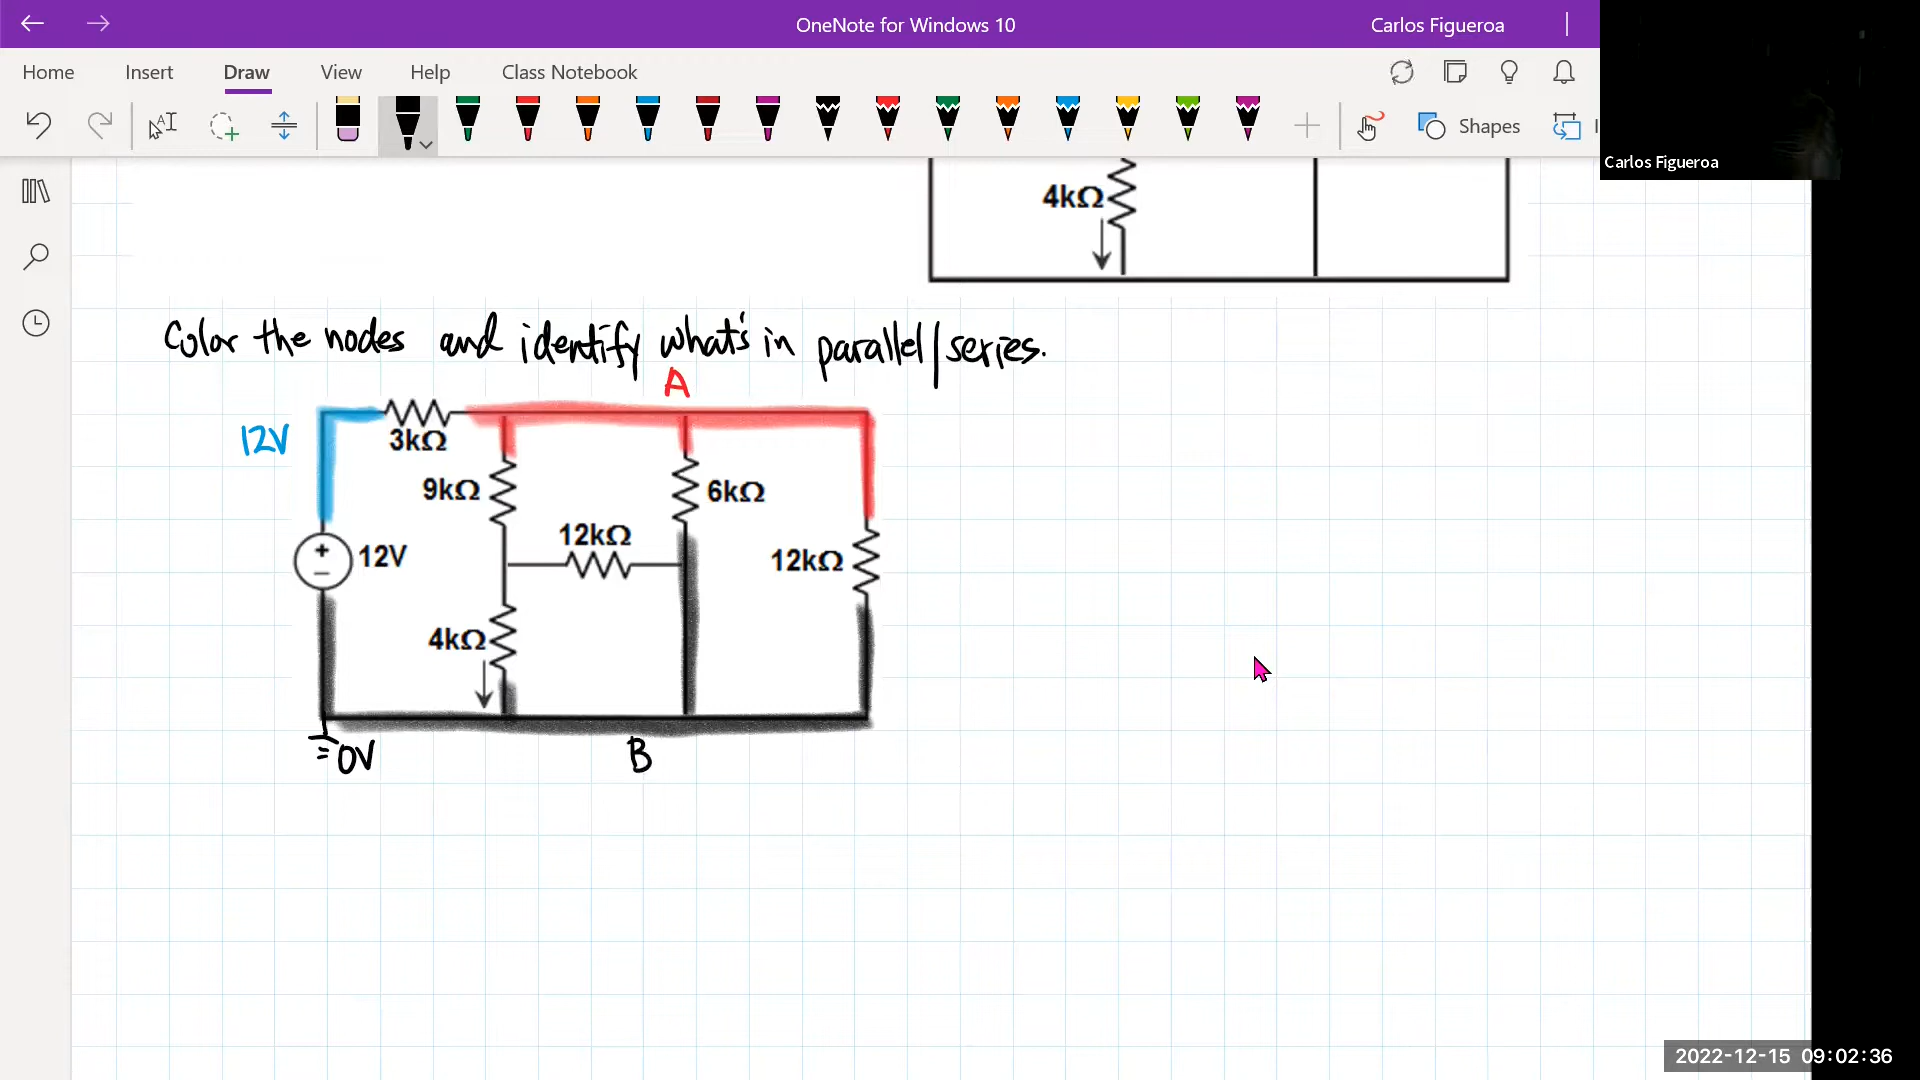 OneNote for Windows 10
Carlos Figueroa
Home Insert Draw View Help Class Notebook
Shapes
Carlos Figueroa
4kΩ
Color the nodes and identify what's in parallel/series.
A
12V
3kΩ
9kΩ
6kΩ
12kΩ
12V
12kΩ
4kΩ
0V
B
2022-12-15 09:02:36